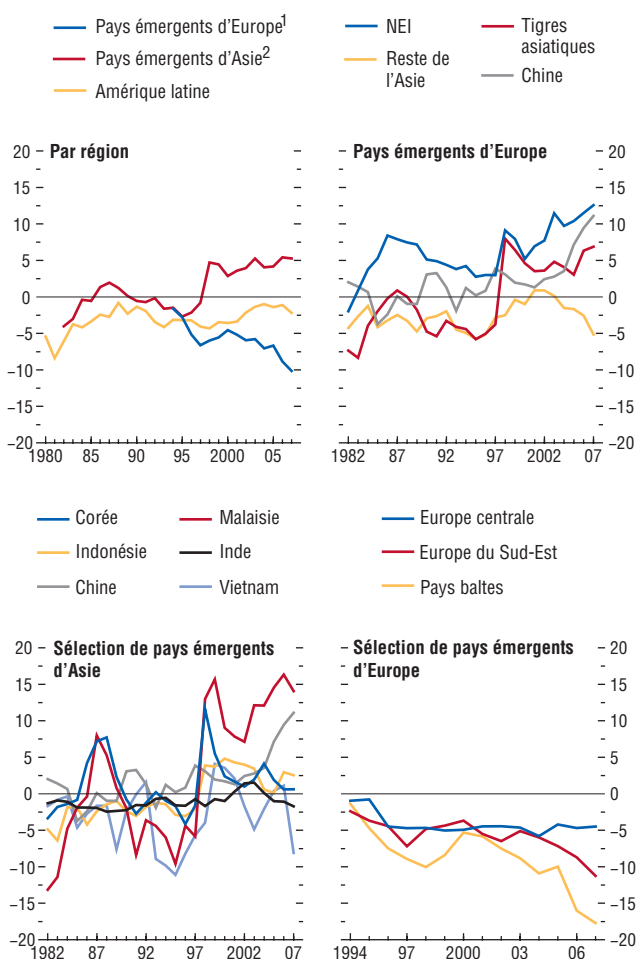 Pays émergents d'Europe1
Pays émergents d'Asie2
Amérique latine
NEI
Reste de
l'Asie
Tigres
asiatiques
Chine
Par région
20
15
10
5
0
–5
–10
–15
–20
1980 85 90 95 2000 05
Pays émergents d'Europe
20
15
10
5
0
–5
–10
–15
–20
1982 87 92 97 2002 07
Corée
Indonésie
Chine
Malaisie
Inde
Vietnam
Europe centrale
Europe du Sud-Est
Pays baltes
Sélection de pays émergents
d'Asie
20
15
10
5
0
–5
–10
–15
–20
1982 87 92 97 2002 07
Sélection de pays émergents
d'Europe
20
15
10
5
0
–5
–10
–15
–20
1994 97 2000 03 06